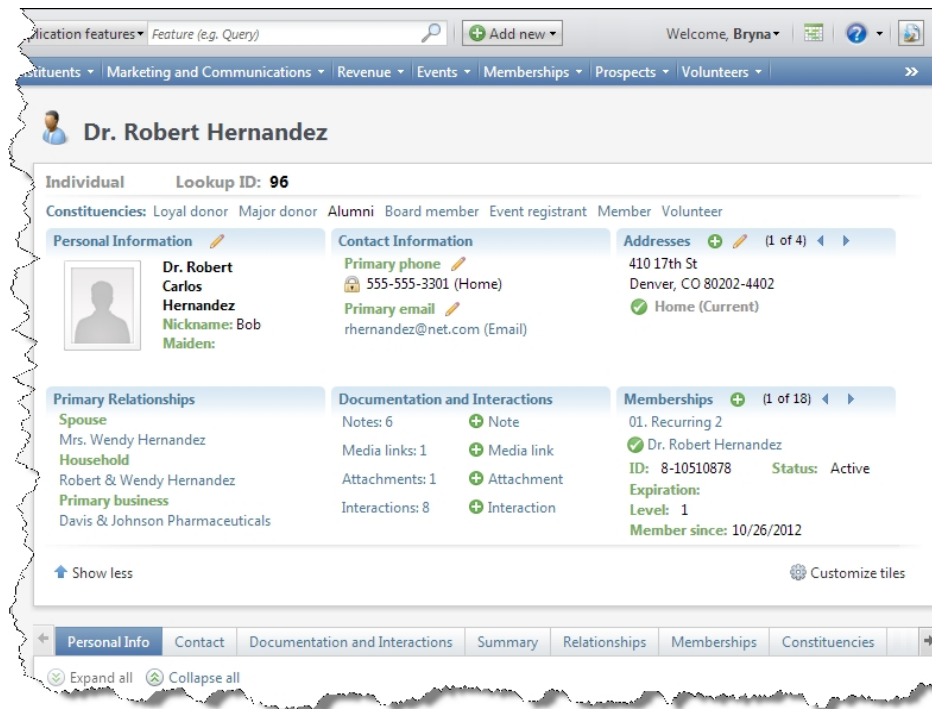 plication features Feature (e.g. Query) Add new Welcome, Bryna
stituents Marketing and Communications Revenue Events Memberships Prospects Volunteers »
Dr. Robert Hernandez
Individual Lookup ID: 96
Constituencies: Loyal donor Major donor Alumni Board member Event registrant Member Volunteer
Personal Information
Dr. Robert
Carlos
Hernandez
Nickname: Bob
Maiden:
Contact Information
Primary phone
555-555-3301 (Home)
Primary email
rhernandez@net.com (Email)
Addresses (1 of 4)
410 17th St
Denver, CO 80202-4402
Home (Current)
Primary Relationships
Spouse
Mrs. Wendy Hernandez
Household
Robert & Wendy Hernandez
Primary business
Davis & Johnson Pharmaceuticals
Documentation and Interactions
Notes: 6 Note
Media links: 1 Media link
Attachments: 1 Attachment
Interactions: 8 Interaction
Memberships (1 of 18)
01. Recurring 2
Dr. Robert Hernandez
ID: 8-10510878 Status: Active
Expiration:
Level: 1
Member since: 10/26/2012
Show less Customize tiles
Personal Info Contact Documentation and Interactions Summary Relationships Memberships Constituencies
Expand all Collapse all